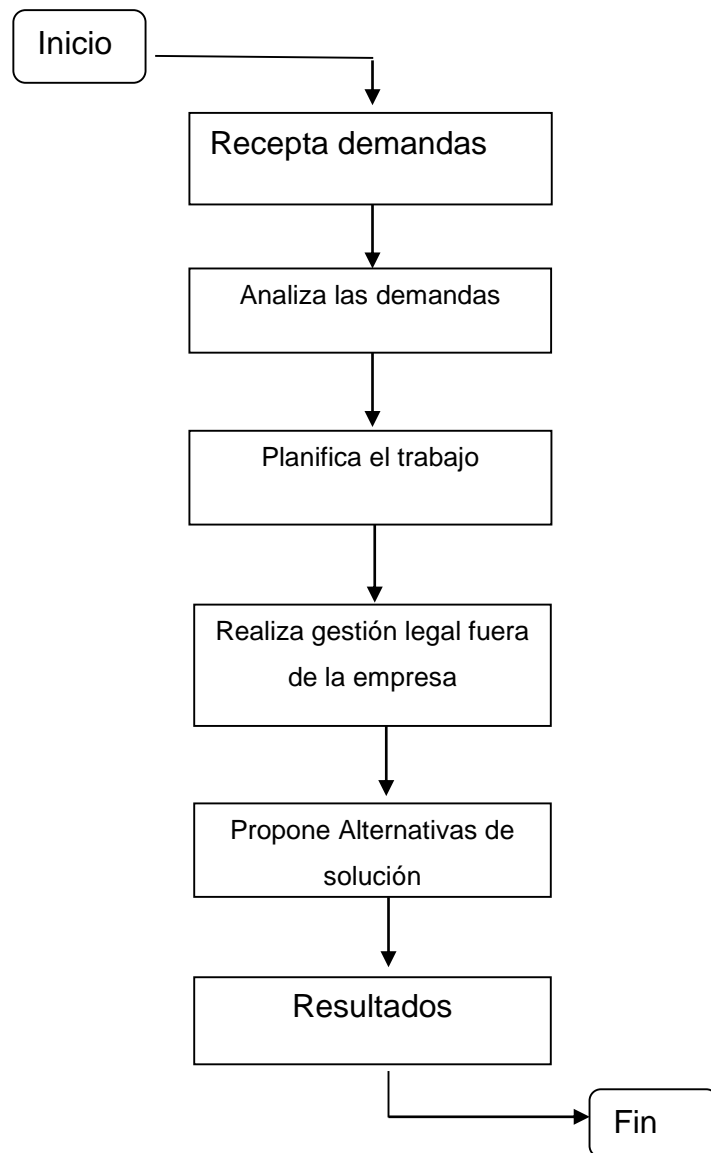 Inicio
Recepta demandas
Analiza las demandas
Planifica el trabajo
Realiza gestión legal fuera
de la empresa
Propone Alternativas de
solución
Resultados
Fin